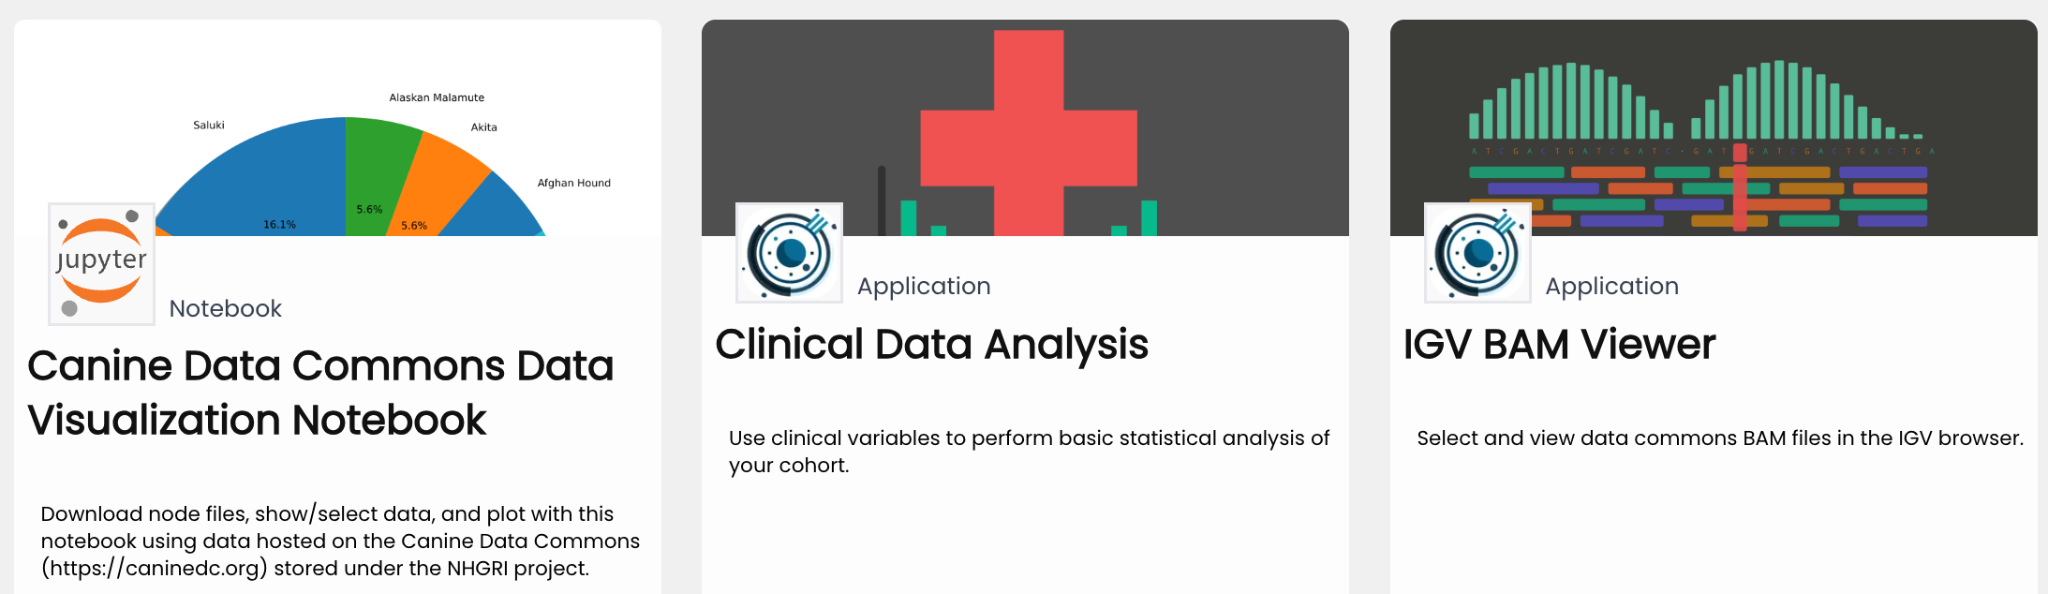 Alaskan Malamute
Saluki
Akita
Afghan Hound
5.6%
16.1%
5.6%
jupyter
Notebook
Canine Data Commons Data
Visualization Notebook
Download node files, show/select data, and plot with this
notebook using data hosted on the Canine Data Commons
(https://caninedc.org) stored under the NHGRI project.
Application
Clinical Data Analysis
Use clinical variables to perform basic statistical analysis of
your cohort.
A T C G A C T G A T C G A T C - G A T G A T C G A C T G A C T G A
Application
IGV BAM Viewer
Select and view data commons BAM files in the IGV browser.